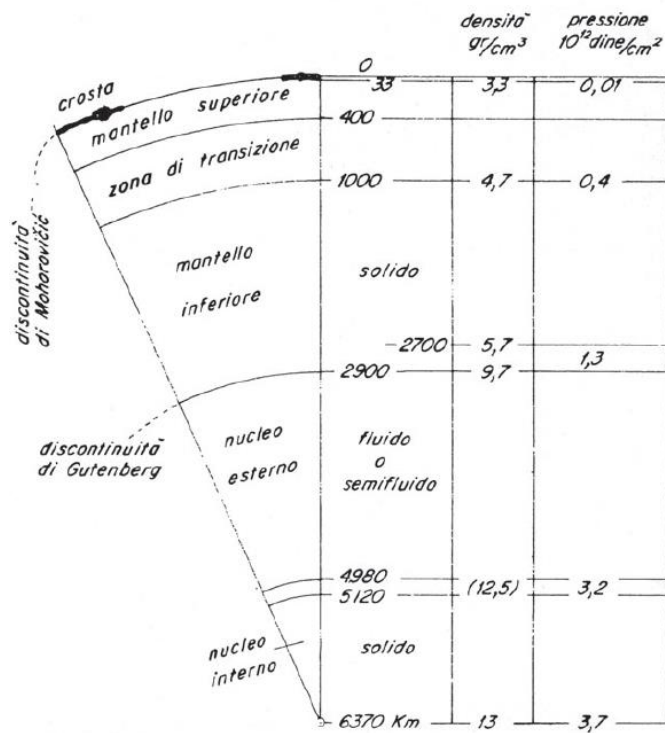 densità pressione
gr/cm³ 10¹² dine/cm²
0
crosta
33 3,3 0,01
mantello superiore
400
zona di transizione
1000 4,7 0,4
mantello
inferiore
solido
discontinuità
di Mohorovičić
2700 5,7
1,3
2900 9,7
discontinuità
di Gutenberg
nucleo
esterno
fluido
o
semifluido
4980
(12,5) 3,2
5120
nucleo
interno
solido
6370 Km 13 3,7